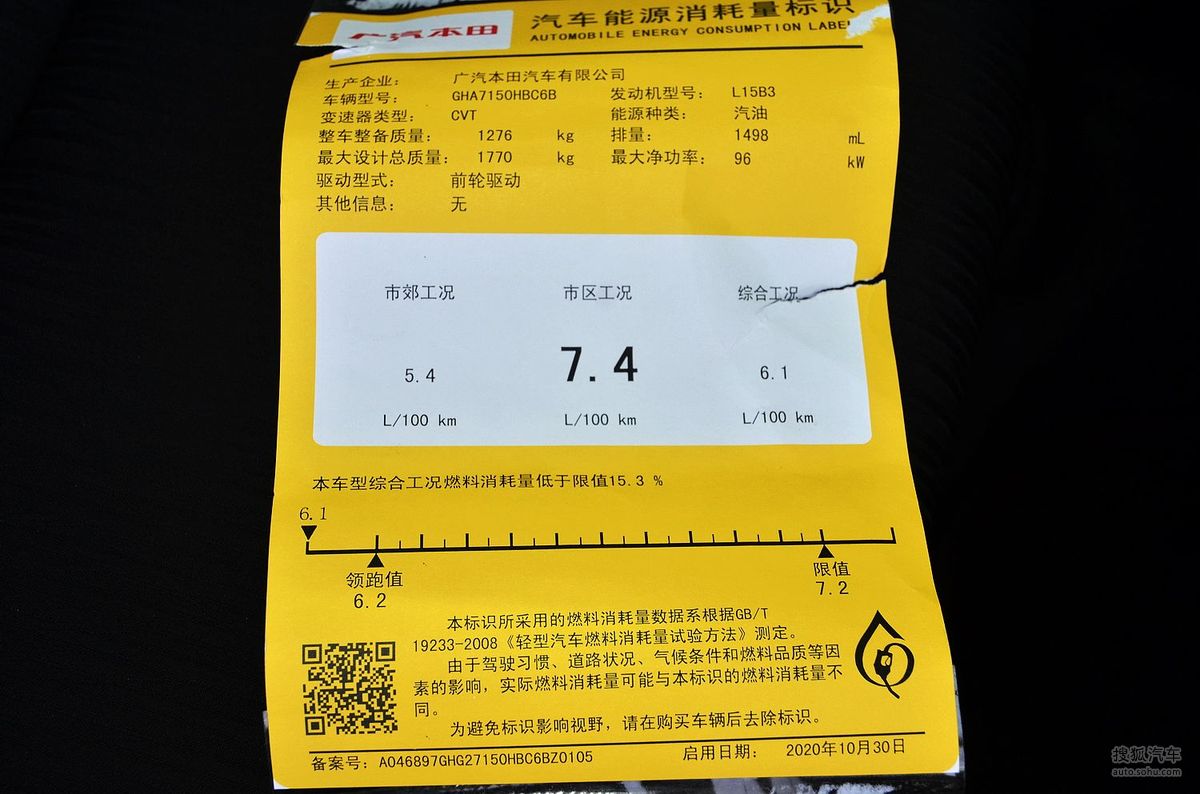 广汽本田
汽车能源消耗量标识
AUTOMOBILE ENERGY CONSUMPTION LABEL
生产企业： 广汽本田汽车有限公司
车辆型号： GHA7150HBC6B 发动机型号： L15B3
变速器类型： CVT 能源种类： 汽油
整车整备质量： 1276 kg 排量： 1498 mL
最大设计总质量： 1770 kg 最大净功率： 96 kW
驱动型式： 前轮驱动
其他信息： 无
市郊工况 市区工况 综合工况
5.4 7.4 6.1
L/100 km L/100 km L/100 km
本车型综合工况燃料消耗量低于限值15.3 %
6.1
领跑值 限值
6.2 7.2
本标识所采用的燃料消耗量数据系根据GB/T
19233-2008《轻型汽车燃料消耗量试验方法》测定。
由于驾驶习惯、道路状况、气候条件和燃料品质等因
素的影响，实际燃料消耗量可能与本标识的燃料消耗量不
同。
为避免标识影响视野，请在购买车辆后去除标识。
备案号：A046897GHG27150HBC6BZ0105 启用日期： 2020年10月30日
搜狐汽车
auto.sohu.com